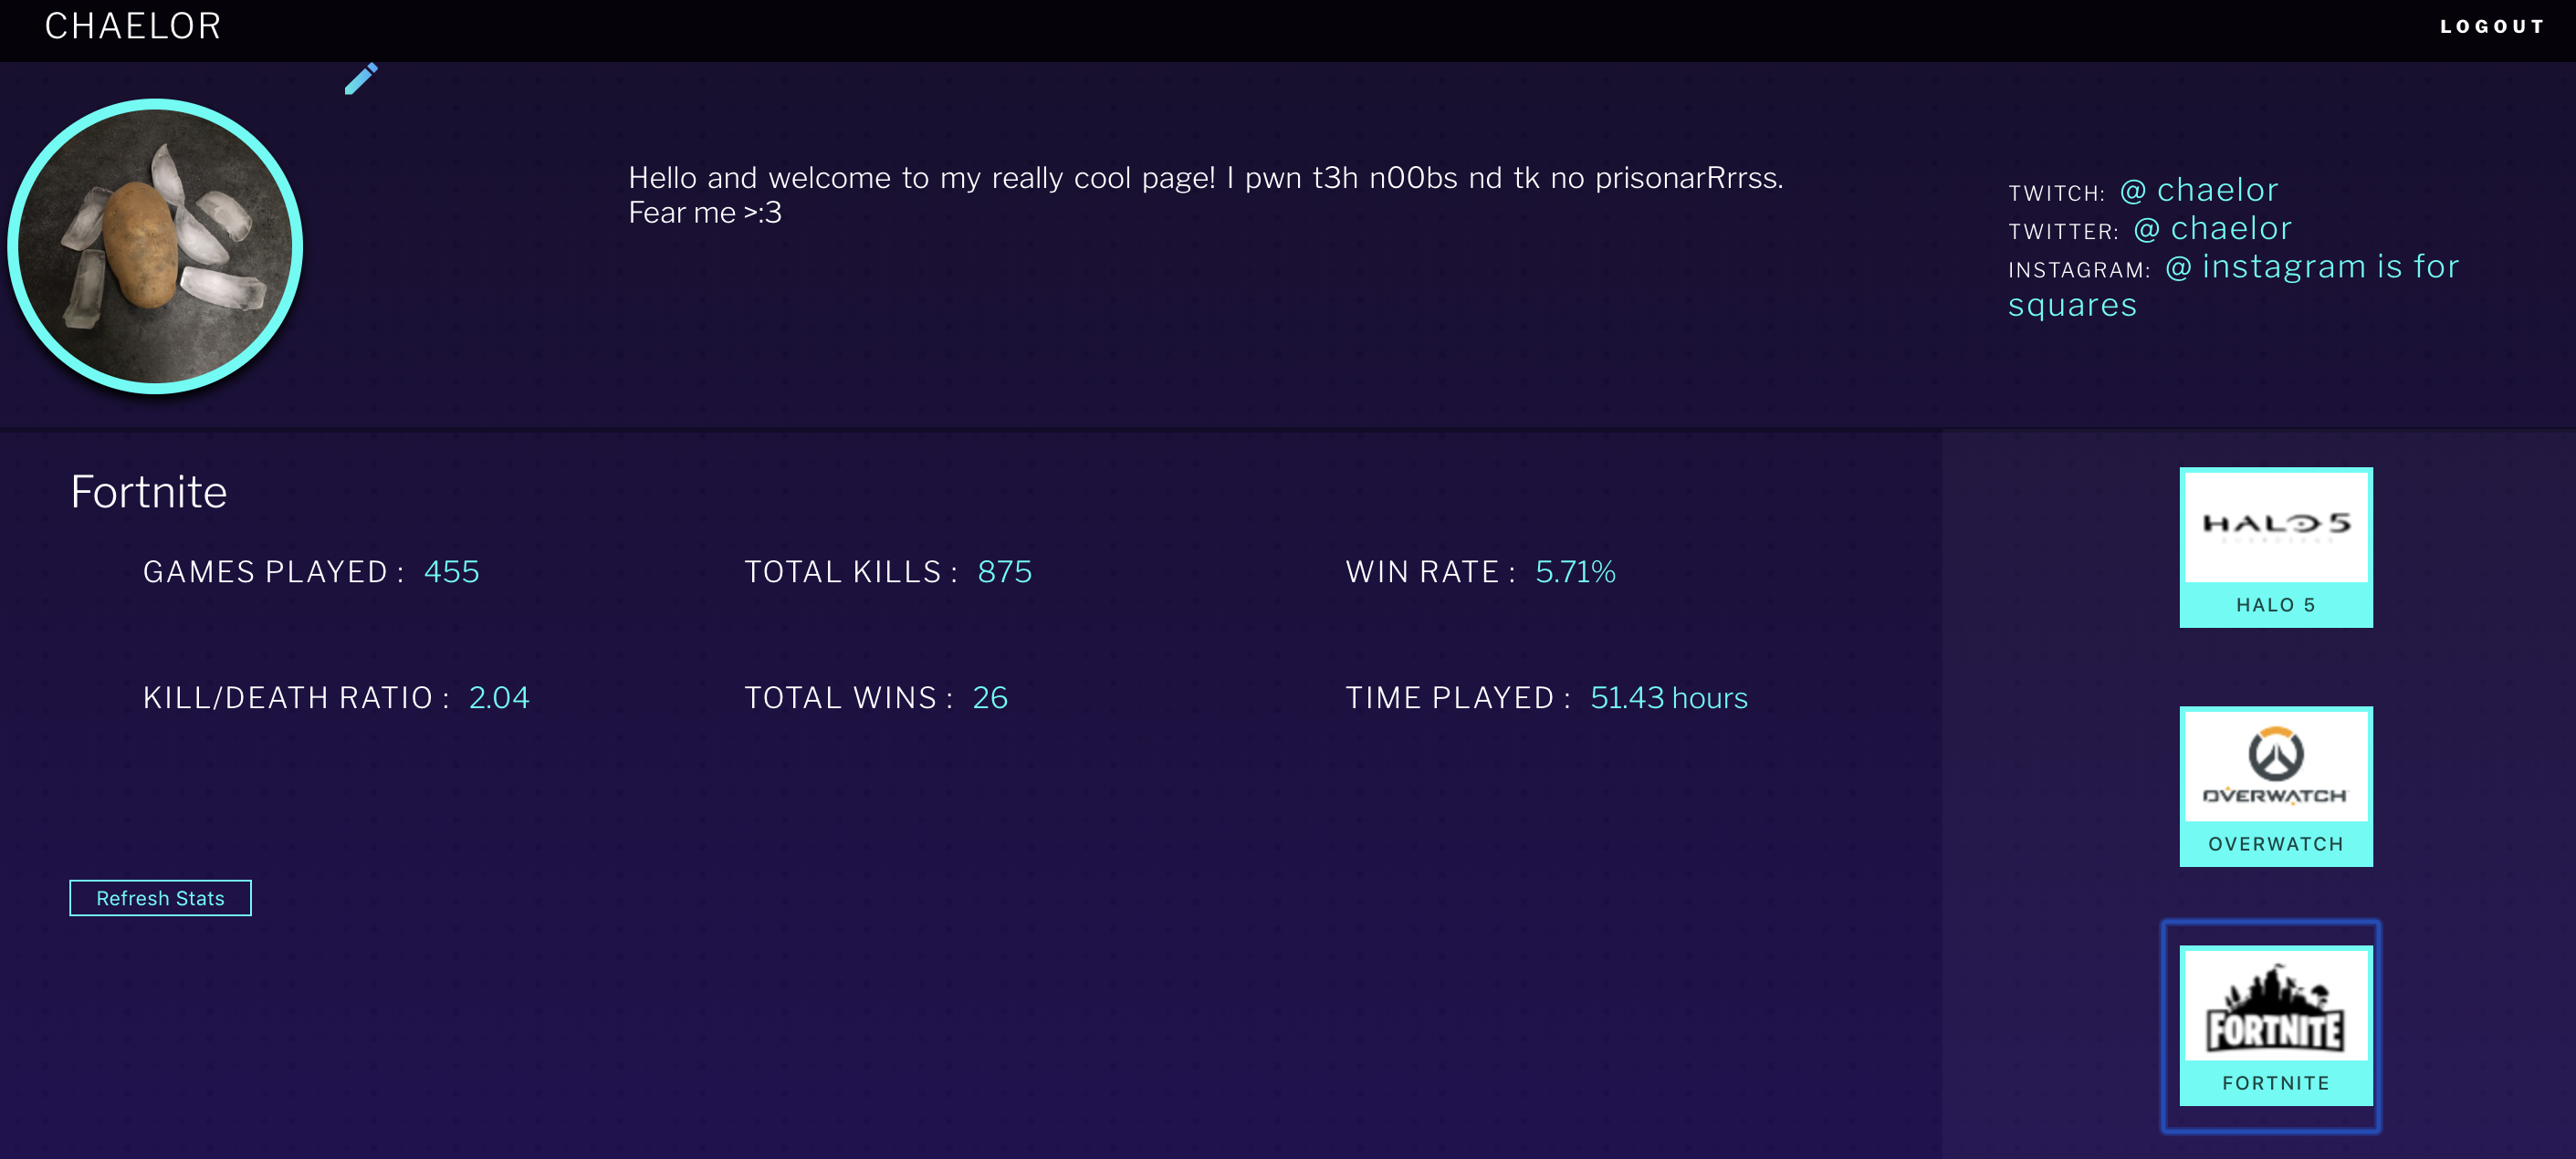 CHAELOR
LOGOUT
Hello and welcome to my really cool page! I pwn t3h n00bs nd tk no prisonarRrrss.
Fear me >:3
TWITCH: @ chaelor
TWITTER: @ chaelor
INSTAGRAM: @ instagram is for
squares
Fortnite
GAMES PLAYED : 455
TOTAL KILLS : 875
WIN RATE : 5.71%
KILL/DEATH RATIO : 2.04
TOTAL WINS : 26
TIME PLAYED : 51.43 hours
Refresh Stats
HALO 5
HALO 5
OVERWATCH
OVERWATCH
FORTNITE
FORTNITE